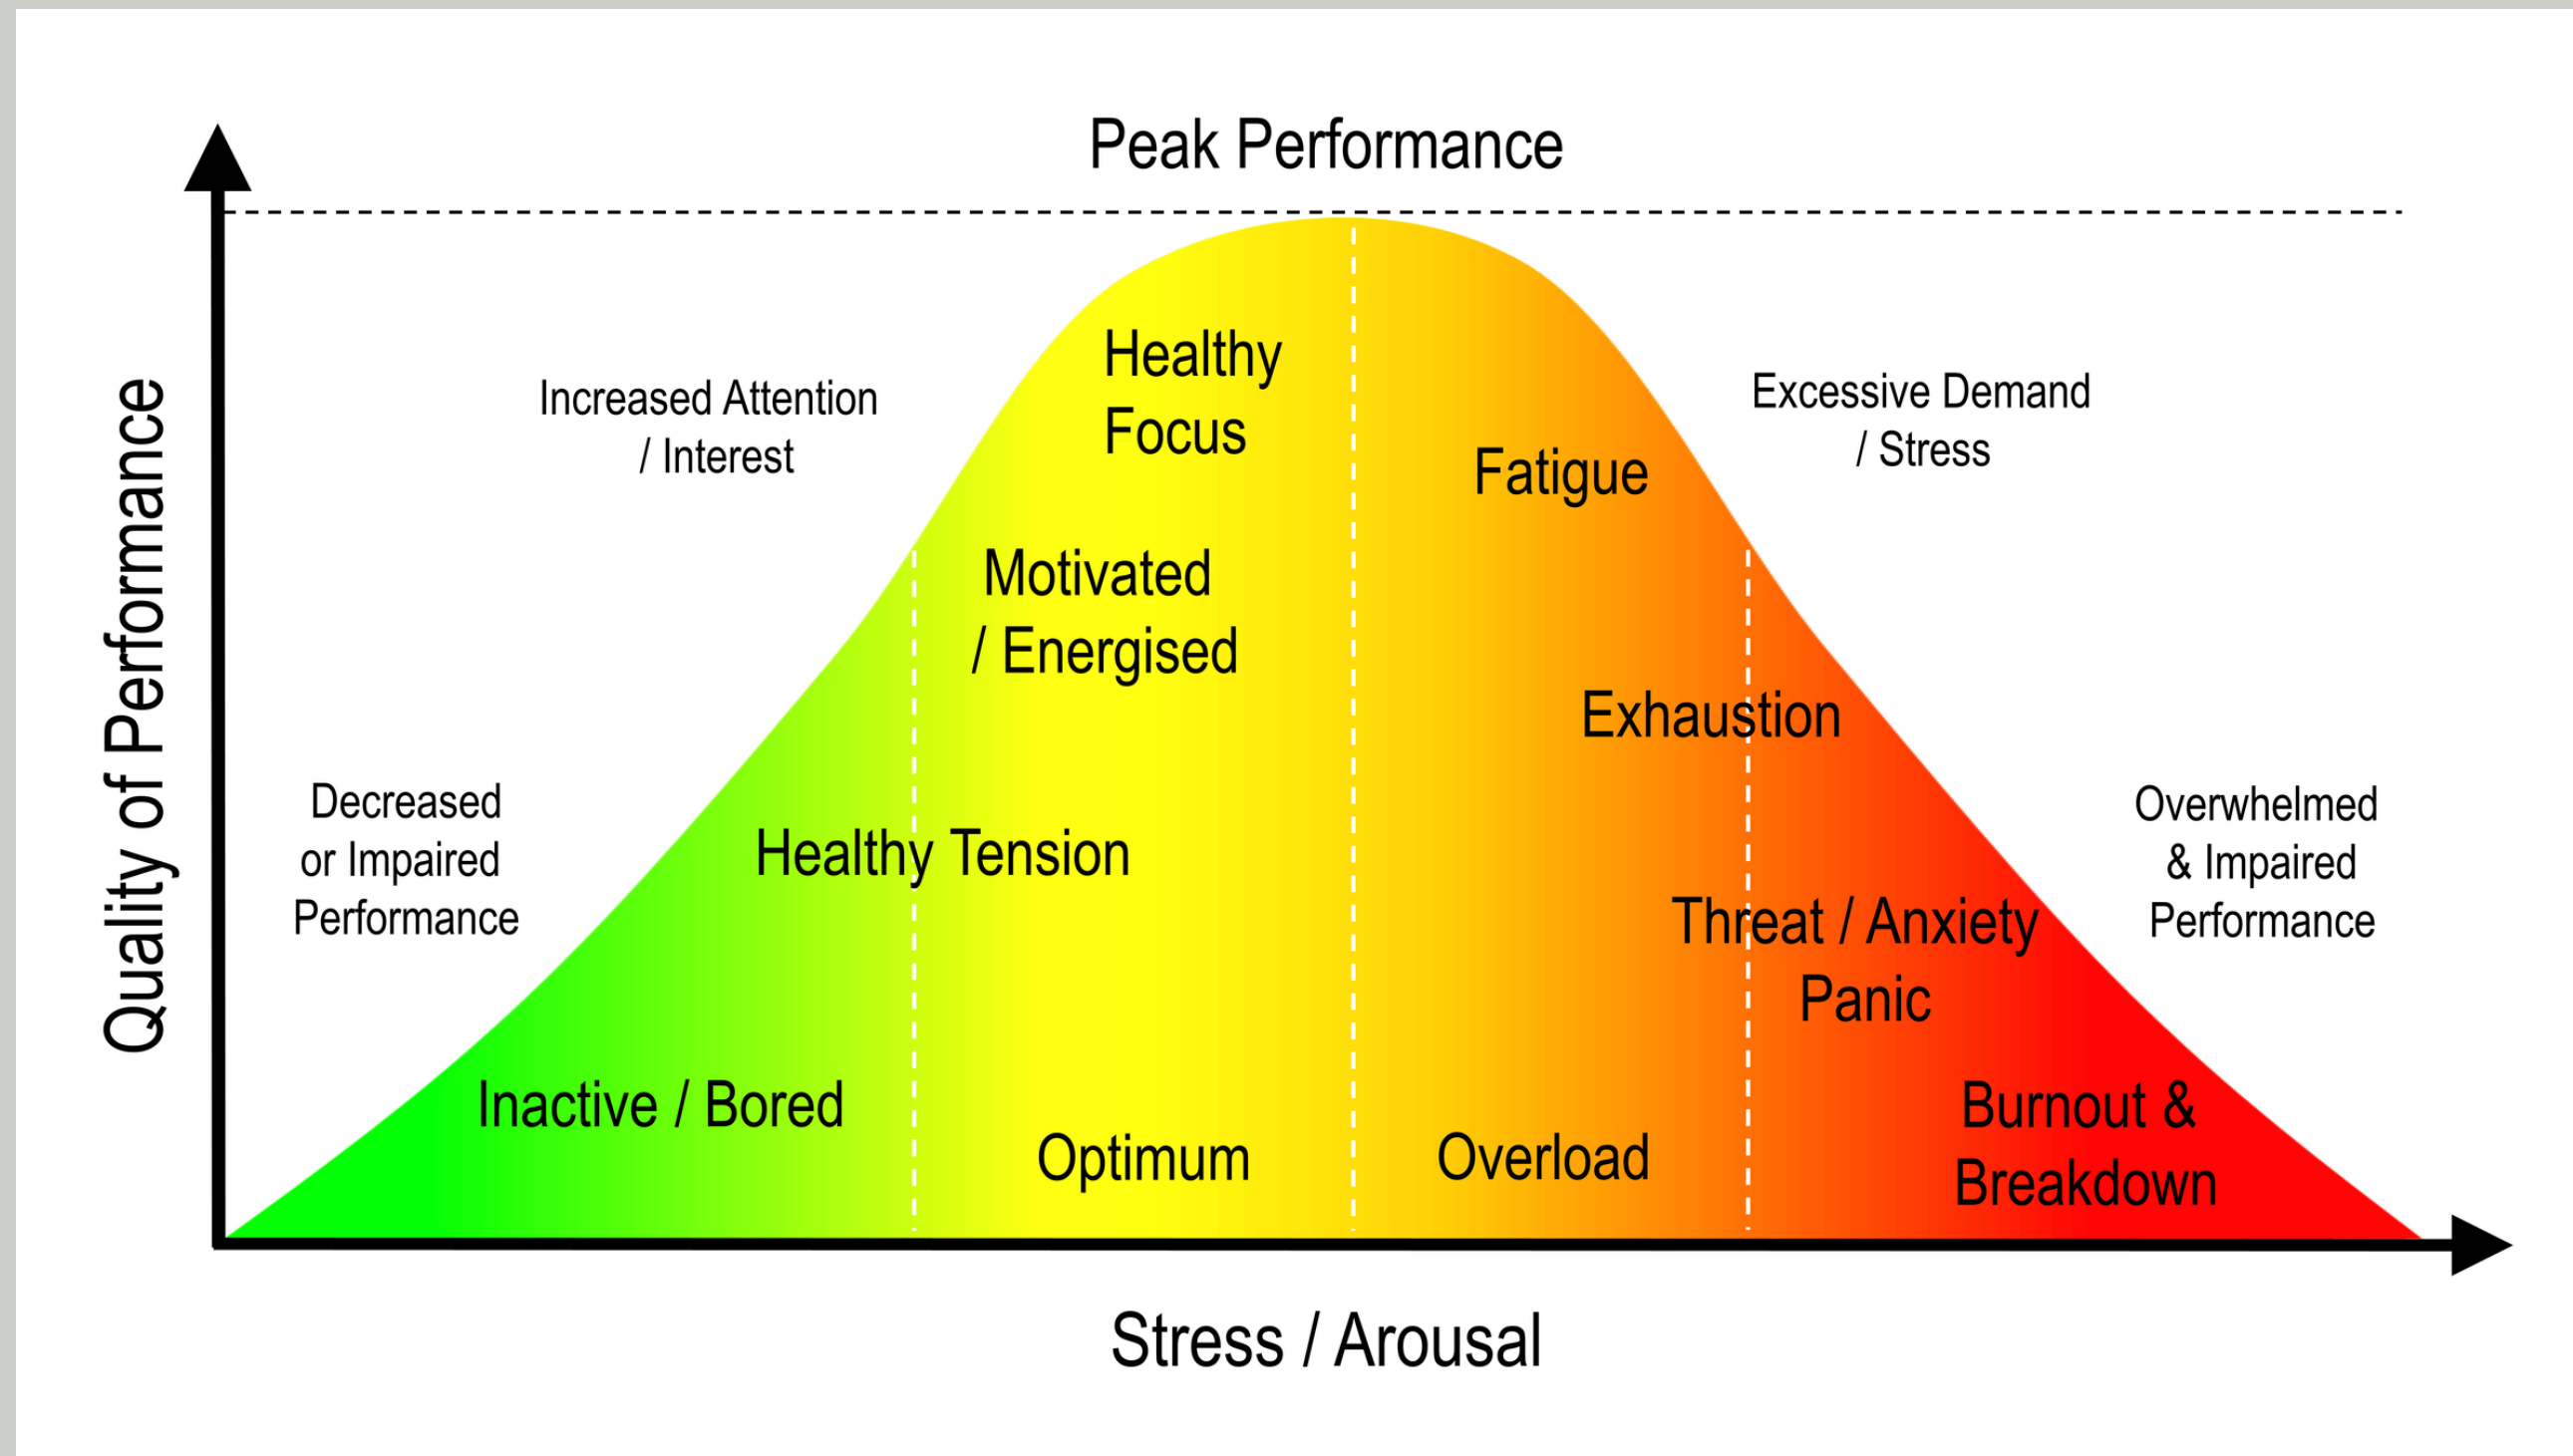 Peak Performance
Quality of Performance
Increased Attention
/ Interest
Healthy
Focus
Fatigue
Excessive Demand
/ Stress
Motivated
/ Energised
Exhaustion
Decreased
or Impaired
Performance
Healthy Tension
Overwhelmed
& Impaired
Performance
Threat / Anxiety
Panic
Inactive / Bored
Optimum
Overload
Burnout &
Breakdown
Stress / Arousal